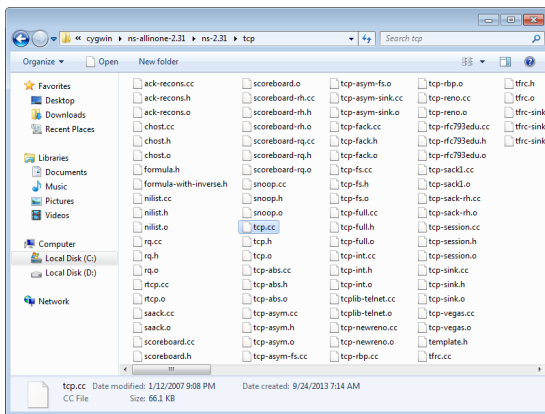 « cygwin ▸ ns-allinone-2.31 ▸ ns-2.31 ▸ tcp
Search tcp
Organize Open New folder
Favorites
Desktop
Downloads
Recent Places
Libraries
Documents
Music
Pictures
Videos
Computer
Local Disk (C:)
Local Disk (D:)
Network
ack-recons.cc
ack-recons.h
ack-recons.o
chost.cc
chost.h
chost.o
formula.h
formula-with-inverse.h
nilist.cc
nilist.h
nilist.o
rq.cc
rq.h
rq.o
rtcp.cc
rtcp.o
saack.cc
saack.o
scoreboard.cc
scoreboard.h
scoreboard.o
scoreboard-rh.cc
scoreboard-rh.h
scoreboard-rh.o
scoreboard-rq.cc
scoreboard-rq.h
scoreboard-rq.o
snoop.cc
snoop.h
snoop.o
tcp.cc
tcp.h
tcp.o
tcp-abs.cc
tcp-abs.h
tcp-abs.o
tcp-asym.cc
tcp-asym.h
tcp-asym.o
tcp-asym-fs.cc
tcp-asym-fs.o
tcp-asym-sink.cc
tcp-asym-sink.o
tcp-fack.cc
tcp-fack.h
tcp-fack.o
tcp-fs.cc
tcp-fs.h
tcp-fs.o
tcp-full.cc
tcp-full.h
tcp-full.o
tcp-int.cc
tcp-int.h
tcp-int.o
tcplib-telnet.cc
tcplib-telnet.o
tcp-newreno.cc
tcp-newreno.o
tcp-rbp.cc
tcp-rbp.o
tcp-reno.cc
tcp-reno.o
tcp-rfc793edu.cc
tcp-rfc793edu.h
tcp-rfc793edu.o
tcp-sack1.cc
tcp-sack1.o
tcp-sack-rh.cc
tcp-sack-rh.o
tcp-session.cc
tcp-session.h
tcp-session.o
tcp-sink.cc
tcp-sink.h
tcp-sink.o
tcp-vegas.cc
tcp-vegas.o
template.h
tfrc.cc
tfrc.h
tfrc.o
tfrc-sink
tfrc-sink
tfrc-sink
tcp.cc Date modified: 1/12/2007 9:08 PM Date created: 9/24/2013 7:14 AM
CC File Size: 66.1 KB